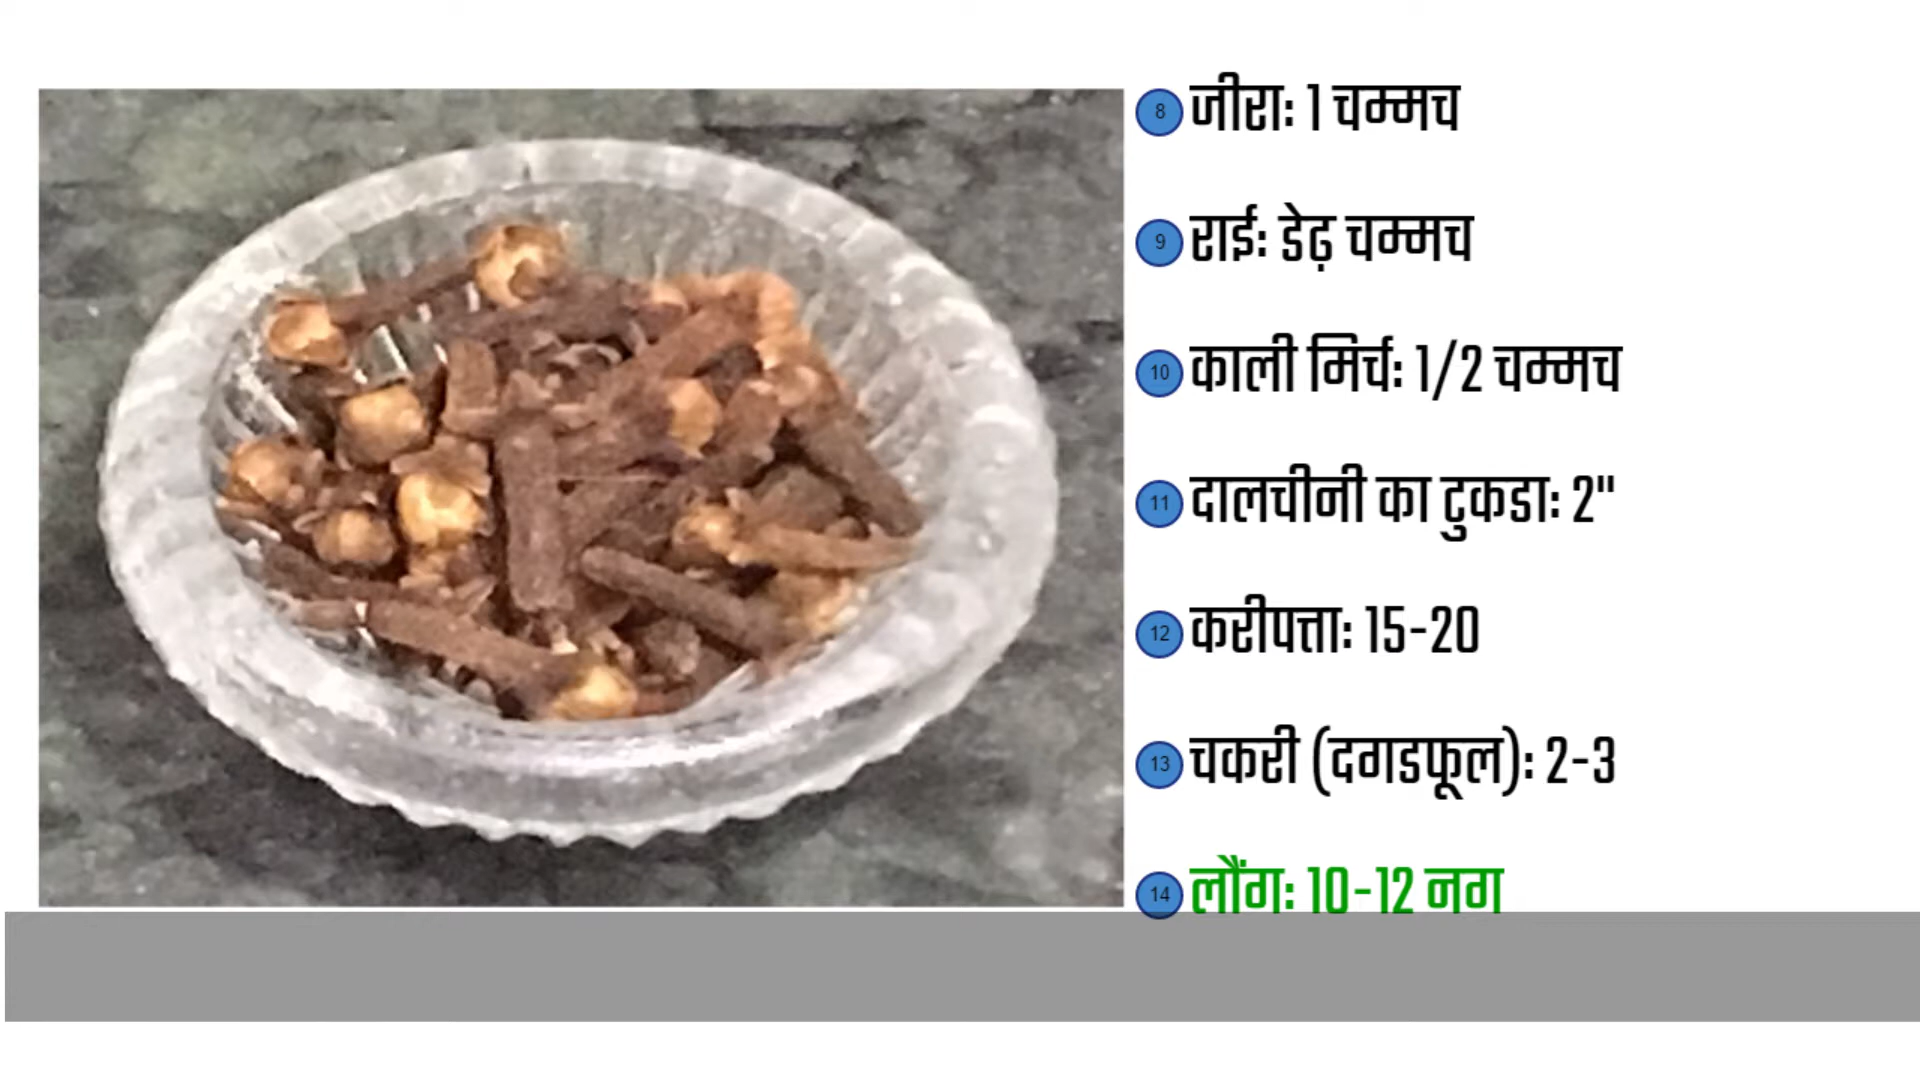 8 जीरा: 1 चम्मच
9 राई: डेढ़ चम्मच
10 काली मिर्च: 1/2 चम्मच
11 दालचीनी का टुकडा: 2"
12 करीपत्ता: 15-20
13 चकरी (दगडफूल): 2-3
14 लौंग: 10-12 नग